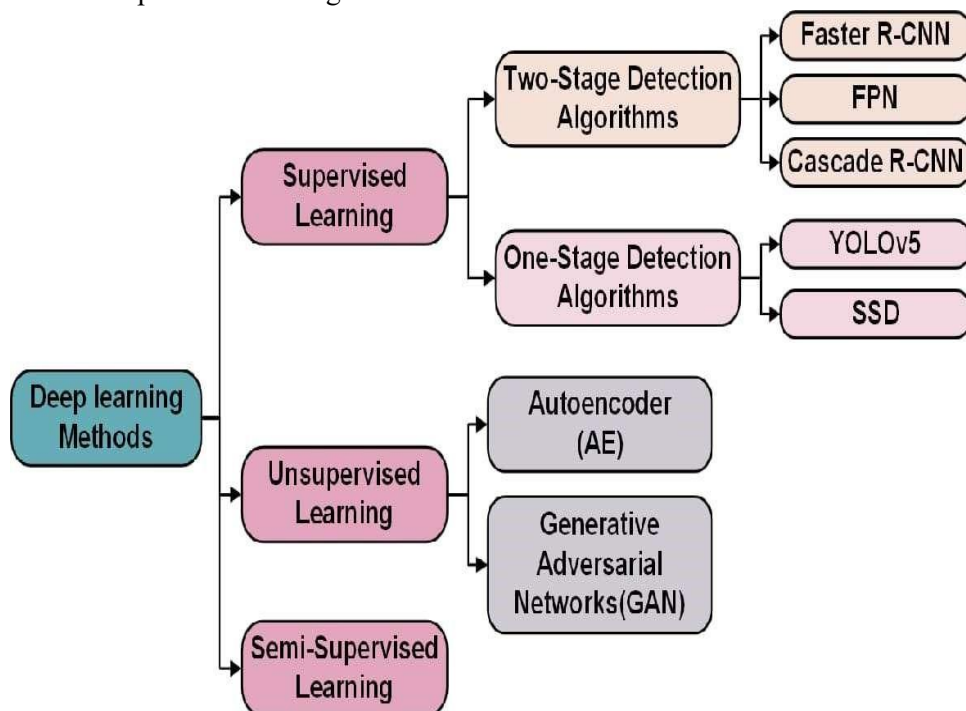 Faster R-CNN
Two-Stage Detection
Algorithms
FPN
Cascade R-CNN
Supervised
Learning
One-Stage Detection
Algorithms
YOLOv5
SSD
Deep learning
Methods
Autoencoder
(AE)
Unsupervised
Learning
Generative
Adversarial
Networks(GAN)
Semi-Supervised
Learning